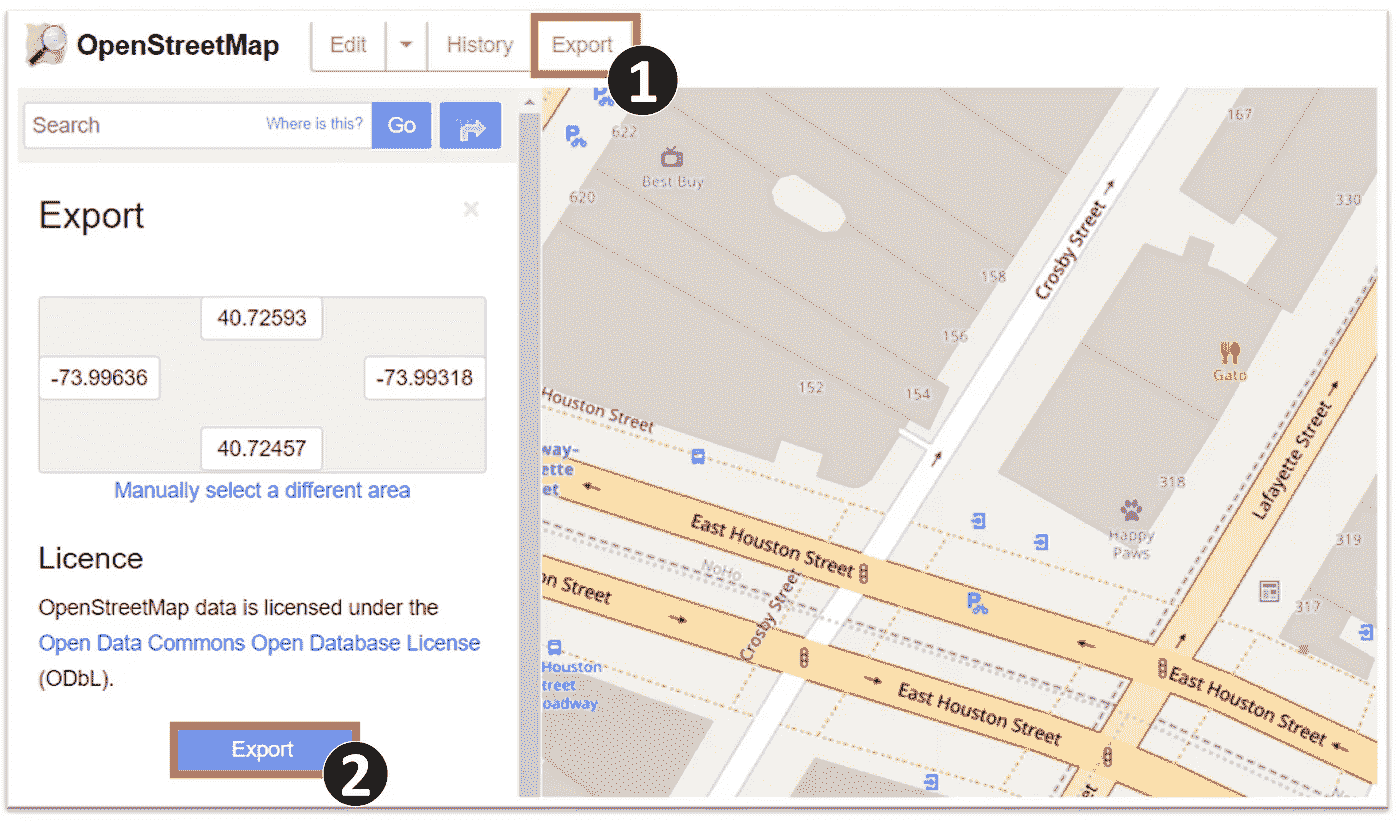 OpenStreetMap
Edit
History
Export
1
Search
Where is this?
Go
Export
×
40.72593
-73.99636
-73.99318
40.72457
Manually select a different area
Licence
OpenStreetMap data is licensed under the
Open Data Commons Open Database License
(ODbL).
Export
2
622
Best Buy
620
167
330
158
Crosby Street
156
152
154
Gato
Houston Street
way-
ette
et
318
Lafayette Street
Happy
Paws
319
East Houston Street
NoHo
on Street
Crosby Street
317
Houston
treet
oadway
East Houston Street
East Houston Street
et
No